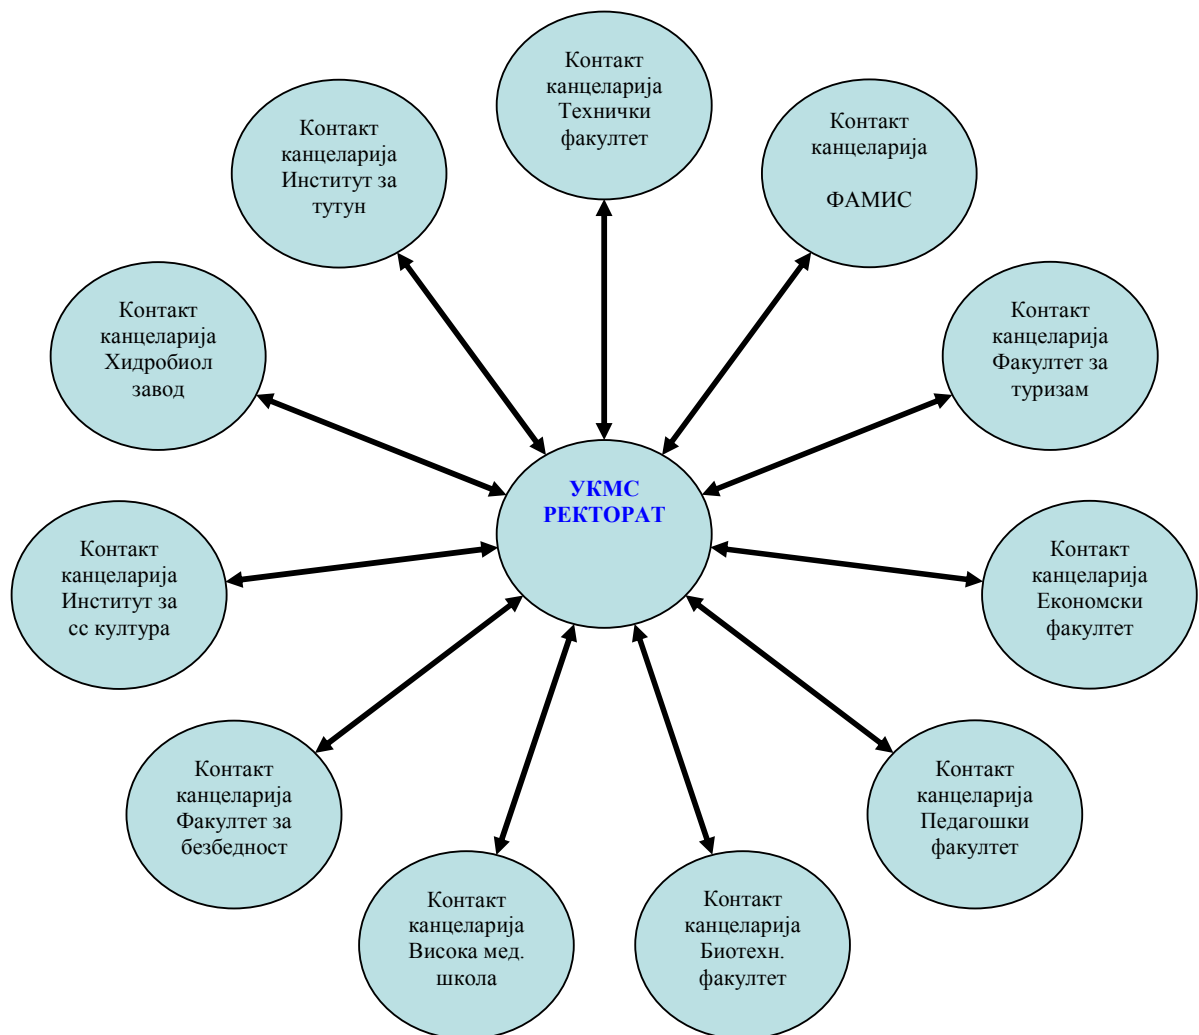 Контакт
канцеларија
Технички
факултет
Контакт
канцеларија
ФАМИС
Контакт
канцеларија
Факултет за
туризам
Контакт
канцеларија
Економски
факултет
Контакт
канцеларија
Педагошки
факултет
Контакт
канцеларија
Биотехн.
факултет
Контакт
канцеларија
Висока мед.
школа
Контакт
канцеларија
Факултет за
безбедност
Контакт
канцеларија
Институт за
сс култура
Контакт
канцеларија
Хидробиол
завод
Контакт
канцеларија
Институт за
тутун
УКМС
РЕКТОРАТ